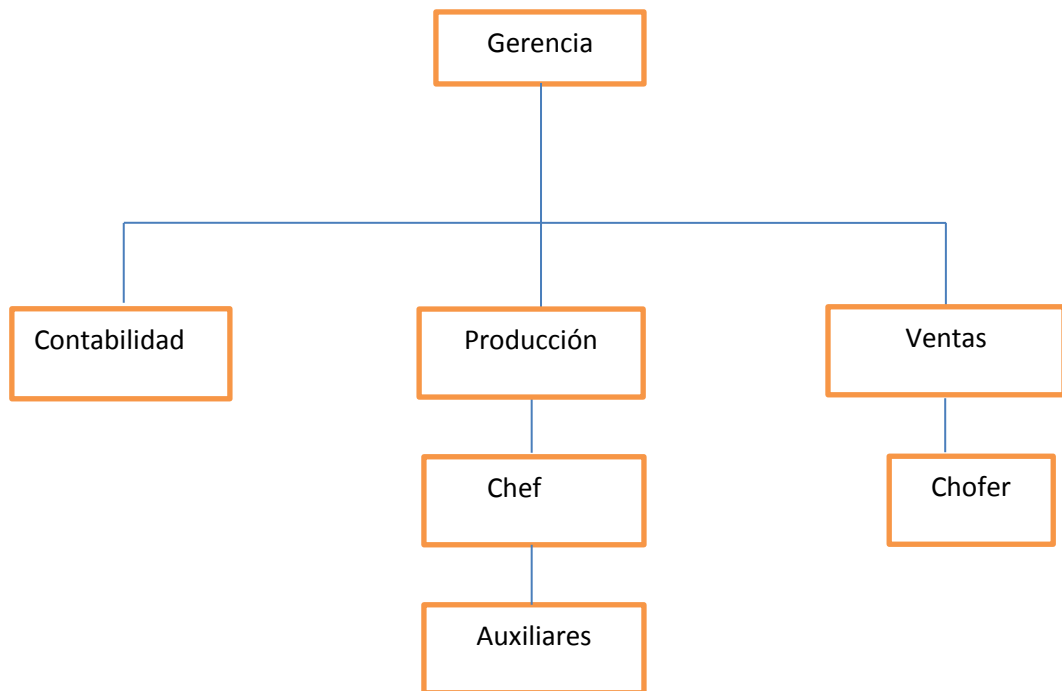 Gerencia
Contabilidad
Producción
Ventas
Chef
Chofer
Auxiliares